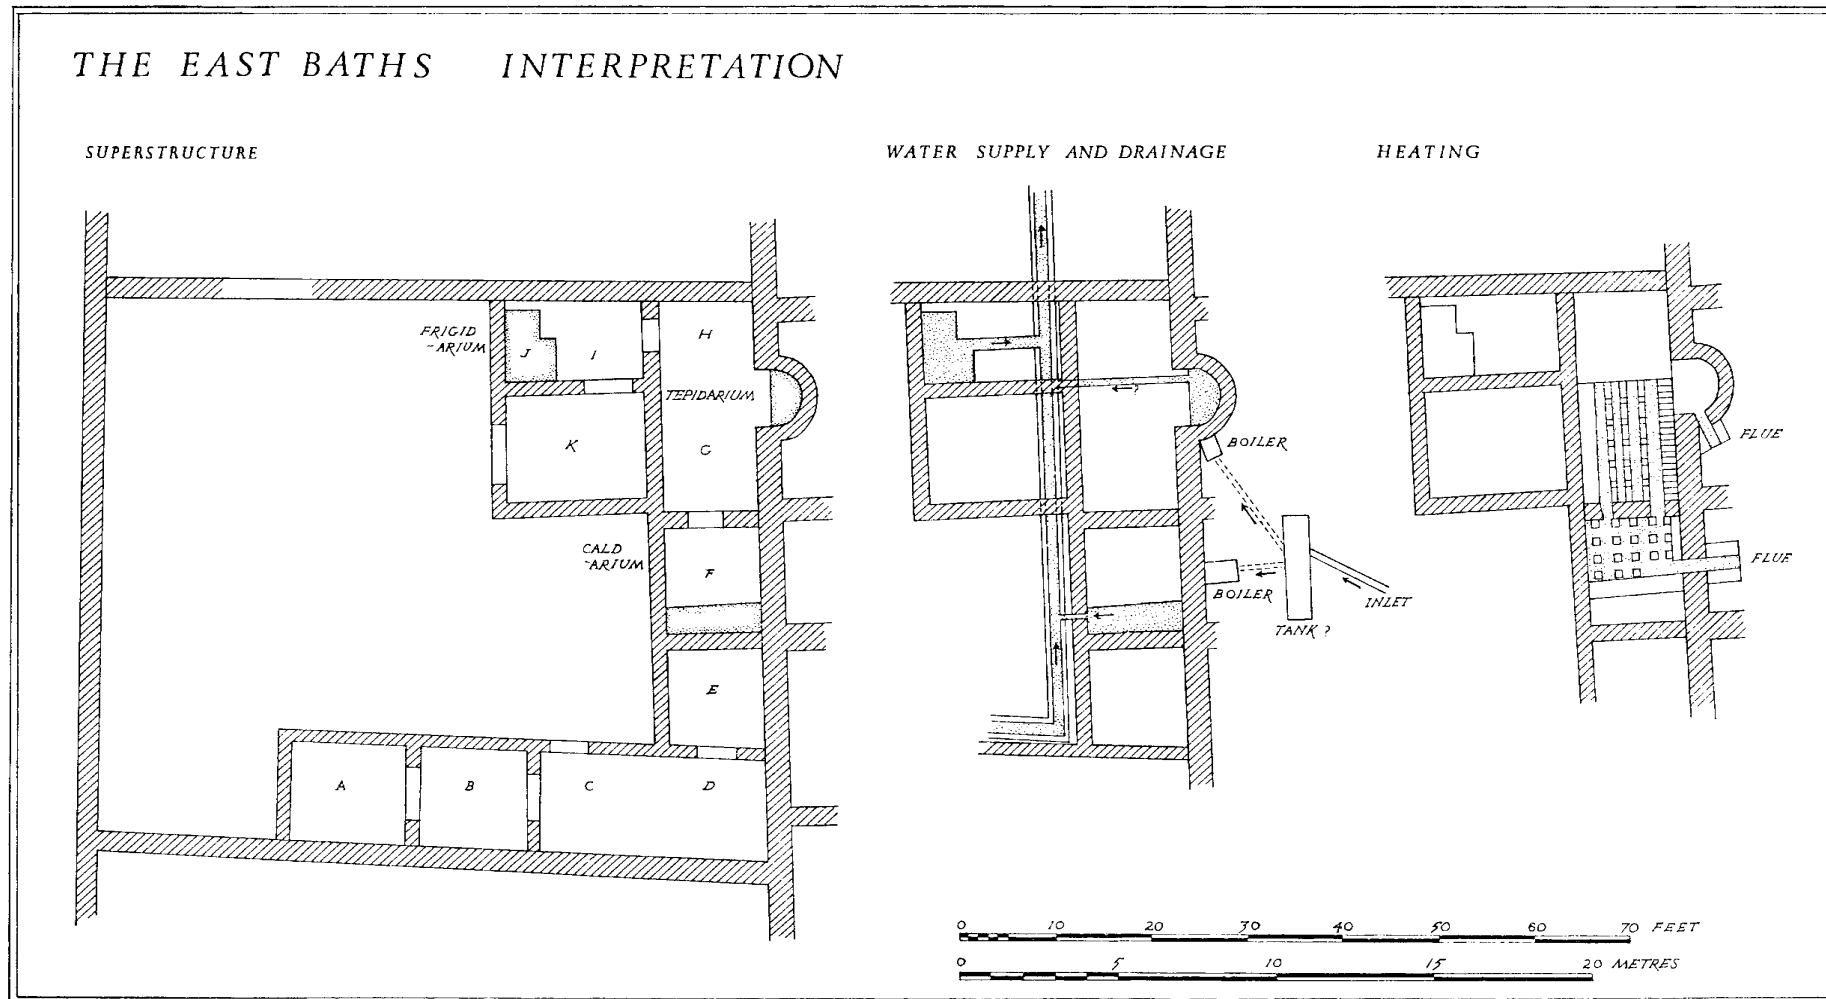 THE EAST BATHS INTERPRETATION
SUPERSTRUCTURE
FRIGID
-ARIUM
J
I
H
TEPIDARIUM
K
G
CALD
-ARIUM
F
E
A
B
C
D
WATER SUPPLY AND DRAINAGE
?
BOILER
BOILER
INLET
TANK ?
HEATING
FLUE
FLUE
0 10 20 30 40 50 60 70 FEET
0 5 10 15 20 METRES